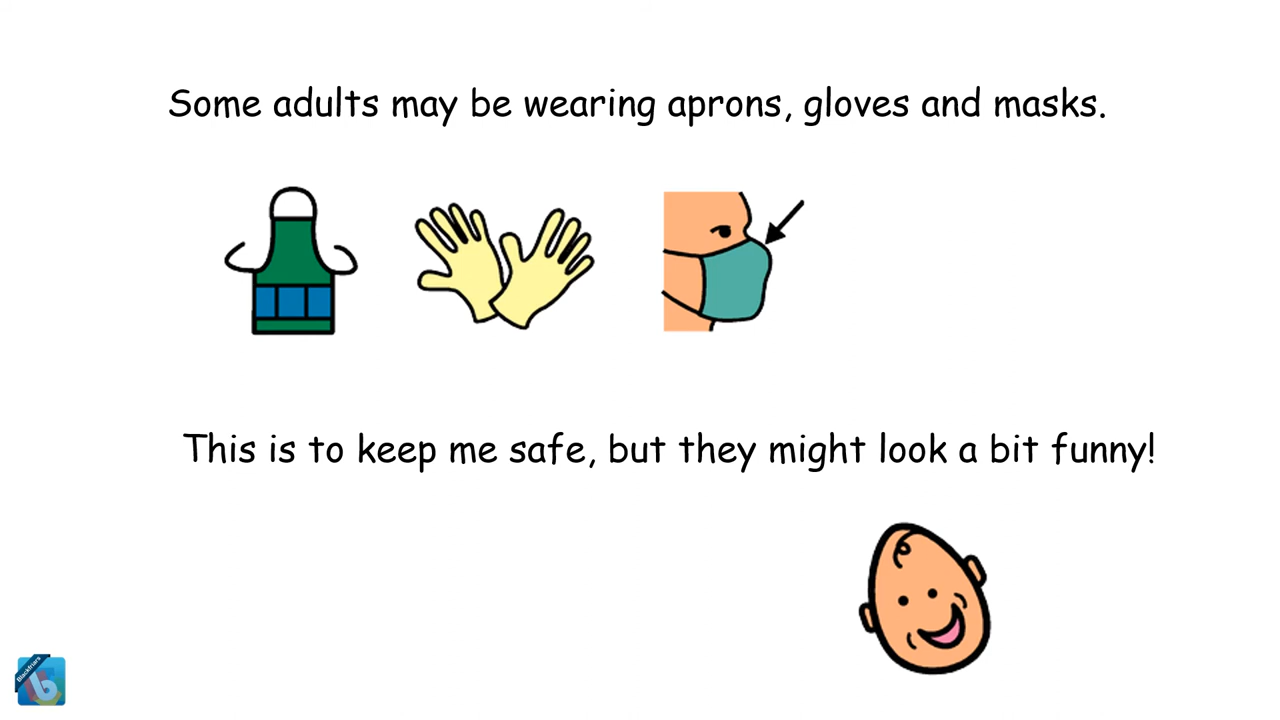 Some adults may be wearing aprons, gloves and masks.
This is to keep me safe, but they might look a bit funny!
Blackfriars
b